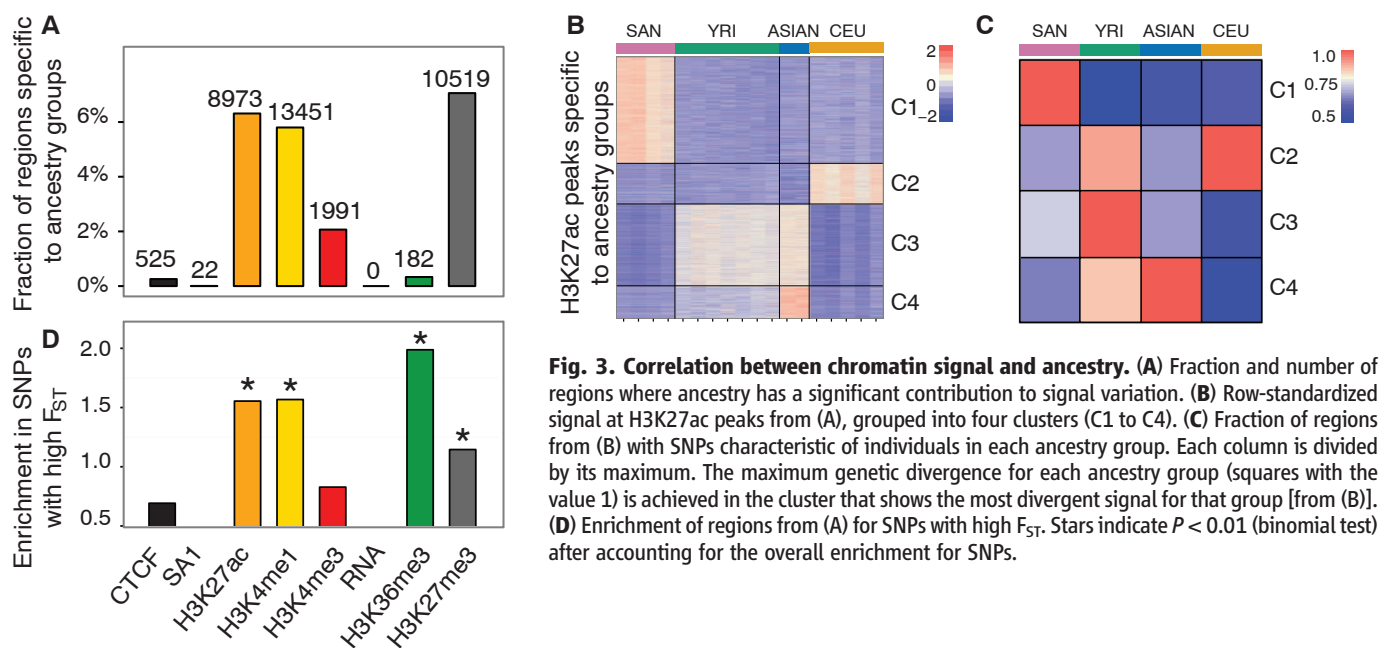 A
Fraction of regions specific
to ancestry groups
6%
4%
2%
0%
525
22
8973
13451
1991
0
182
10519
D
Enrichment in SNPs
with high FST
2.0
1.5
1.0
0.5
*
*
*
*
CTCF
SA1
H3K27ac
H3K4me1
H3K4me3
RNA
H3K36me3
H3K27me3
B
SAN YRI ASIAN CEU
H3K27ac peaks specific
to ancestry groups
C1
C2
C3
C4
2
0
−2
C
SAN YRI ASIAN CEU
C1
C2
C3
C4
1.0
0.75
0.5
Fig. 3. Correlation between chromatin signal and ancestry. (A) Fraction and number of
regions where ancestry has a significant contribution to signal variation. (B) Row-standardized
signal at H3K27ac peaks from (A), grouped into four clusters (C1 to C4). (C) Fraction of regions
from (B) with SNPs characteristic of individuals in each ancestry group. Each column is divided
by its maximum. The maximum genetic divergence for each ancestry group (squares with the
value 1) is achieved in the cluster that shows the most divergent signal for that group [from (B)].
(D) Enrichment of regions from (A) for SNPs with high FST. Stars indicate P < 0.01 (binomial test)
after accounting for the overall enrichment for SNPs.